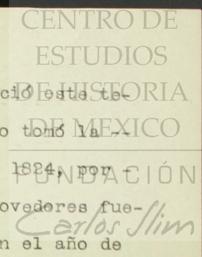 CENTRO DE
ESTUDIOS
DE HISTORIA
DE MEXICO
FUNDACIÓN
Carlos Slim
ció este te-
o tomó la --
1824, por -
ovedores fue-
n el año de